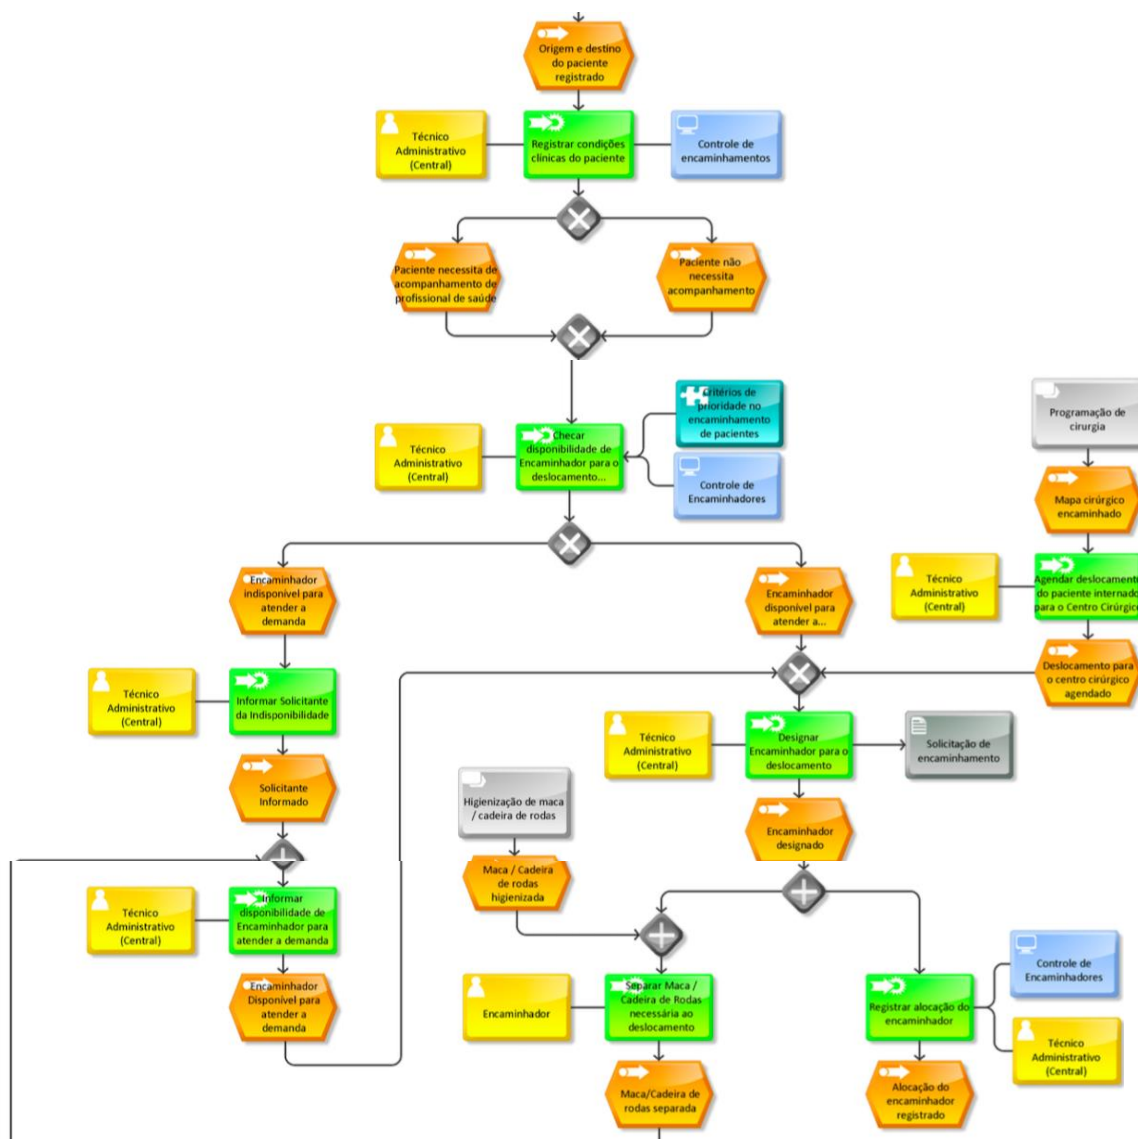 Origem e destino
do paciente
registrado
Técnico
Administrativo
(Central)
Registrar condições
clínicas do paciente
Controle de
encaminhamentos
Paciente necessita de
acompanhamento de
profissional de saúde
Paciente não
necessita
acompanhamento
Técnico
Administrativo
(Central)
Checar
disponibilidade de
Encaminhador para o
deslocamento...
Critérios de
prioridade no
encaminhamento
de pacientes
Controle de
Encaminhadores
Programação de
cirurgia
Mapa cirúrgico
encaminhado
Técnico
Administrativo
(Central)
Agendar deslocamento
do paciente internado
para o Centro Cirúrgico
Deslocamento para
o centro cirúrgico
agendado
Encaminhador
indisponível para
atender a
demanda
Encaminhador
disponível para
atender a...
Técnico
Administrativo
(Central)
Informar Solicitante
da Indisponibilidade
Solicitante
Informado
Técnico
Administrativo
(Central)
Designar
Encaminhador para o
deslocamento
Solicitação de
encaminhamento
Encaminhador
designado
Higienização de maca
/ cadeira de rodas
Maca / Cadeira
de rodas
higienizada
Técnico
Administrativo
(Central)
Informar
disponibilidade de
Encaminhador para
atender a demanda
Encaminhador
Disponível para
atender a
demanda
Encaminhador
Separar Maca /
Cadeira de Rodas
necessária ao
deslocamento
Maca/Cadeira de
rodas separada
Registrar alocação do
encaminhador
Controle de
Encaminhadores
Técnico
Administrativo
(Central)
Alocação do
encaminhador
registrado